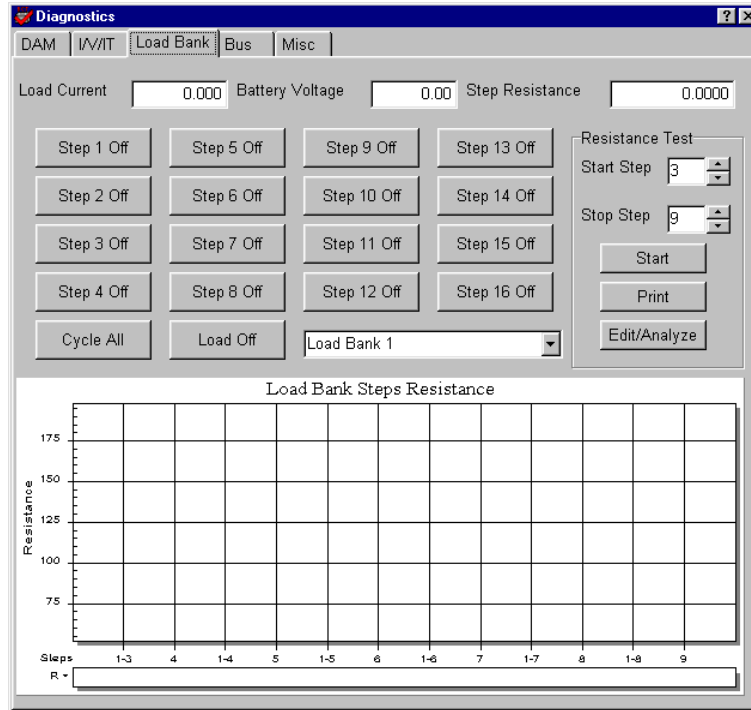 Diagnostics
DAM I/V/IT Load Bank Bus Misc
Load Current 0.000 Battery Voltage 0.00 Step Resistance 0.0000
Step 1 Off Step 5 Off Step 9 Off Step 13 Off
Step 2 Off Step 6 Off Step 10 Off Step 14 Off
Step 3 Off Step 7 Off Step 11 Off Step 15 Off
Step 4 Off Step 8 Off Step 12 Off Step 16 Off
Cycle All Load Off Load Bank 1
Resistance Test
Start Step 3
Stop Step 9
Start
Print
Edit/Analyze
Load Bank Steps Resistance
Resistance
175
150
125
100
75
Steps 1-3 4 1-4 5 1-5 6 1-6 7 1-7 8 1-8 9
R =